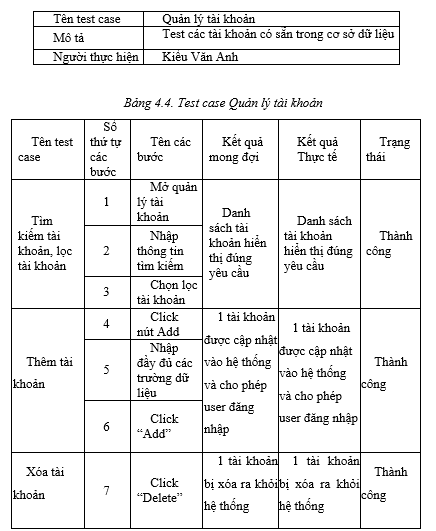 Tên test case Quản lý tài khoản
Mô tả Test các tài khoản có sẵn trong cơ sở dữ liệu
Người thực hiện Kiều Văn Anh
Bảng 4.4. Test case Quản lý tài khoản
Tên test
case
Số
thứ tự
các
bước
Tên các
bước
Kết quả
mong đợi
Kết quả
Thực tế
Trạng
thái
Tìm
kiếm tài
khoản, lọc
tài khoản
1
Mở quản
lý tài
khoản
2
Nhập
thông tin
tìm kiếm
3
Chọn lọc
tài khoản
Danh
sách tài
khoản hiển
thị đúng
yêu cầu
Danh sách
tài khoản
hiển thị đúng
yêu cầu
Thành
công
Thêm tài
khoản
4
Click
nút Add
5
Nhập
đầy đủ các
trường dữ
liệu
6
Click
“Add”
1 tài khoản
được cập nhật
vào hệ thống
và cho phép
user đăng
nhập
1 tài khoản
được cập nhật
vào hệ thống
và cho phép
user đăng nhập
Thành
công
Xóa tài
khoản
7
Click
“Delete”
1 tài khoản
bị xóa ra khỏi
hệ thống
1 tài khoản
bị xóa ra khỏi
hệ thống
Thành
công